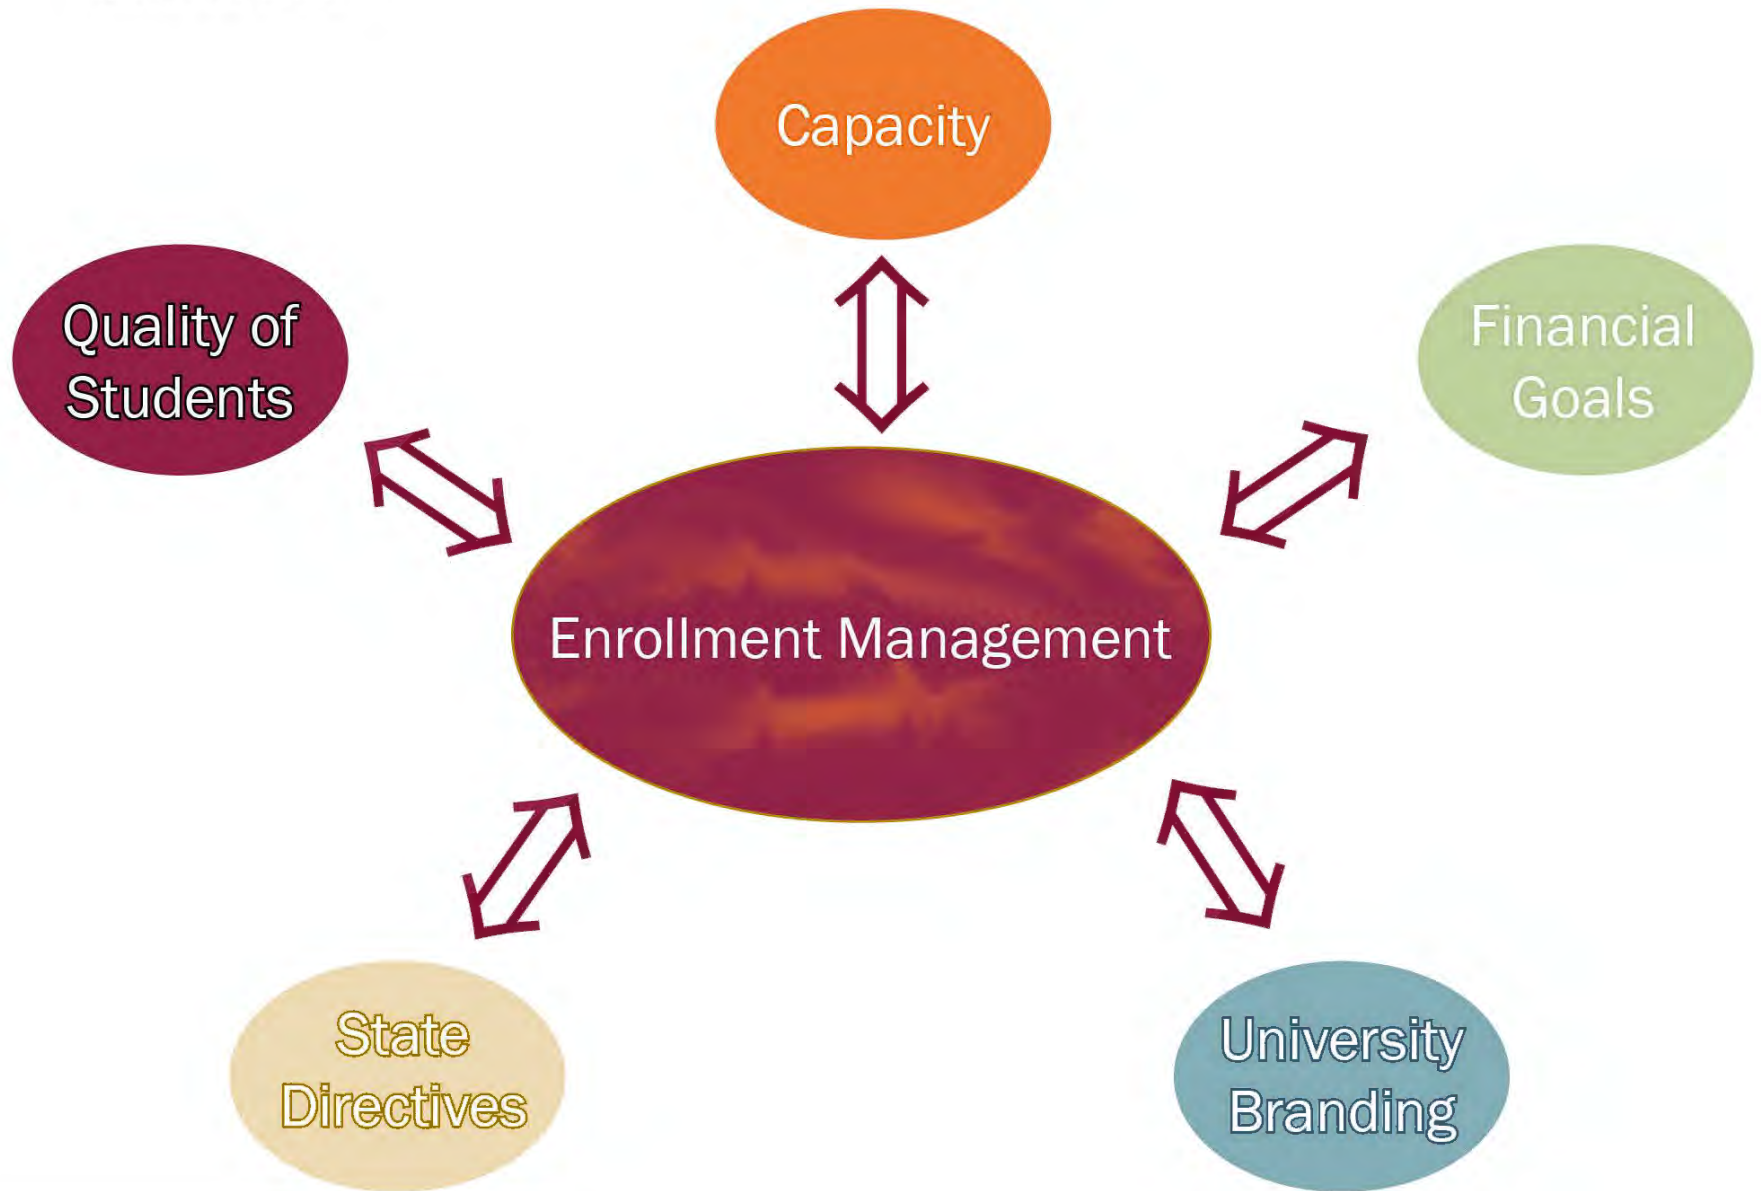 Capacity
Quality of
Students
Financial
Goals
Enrollment Management
State
Directives
University
Branding